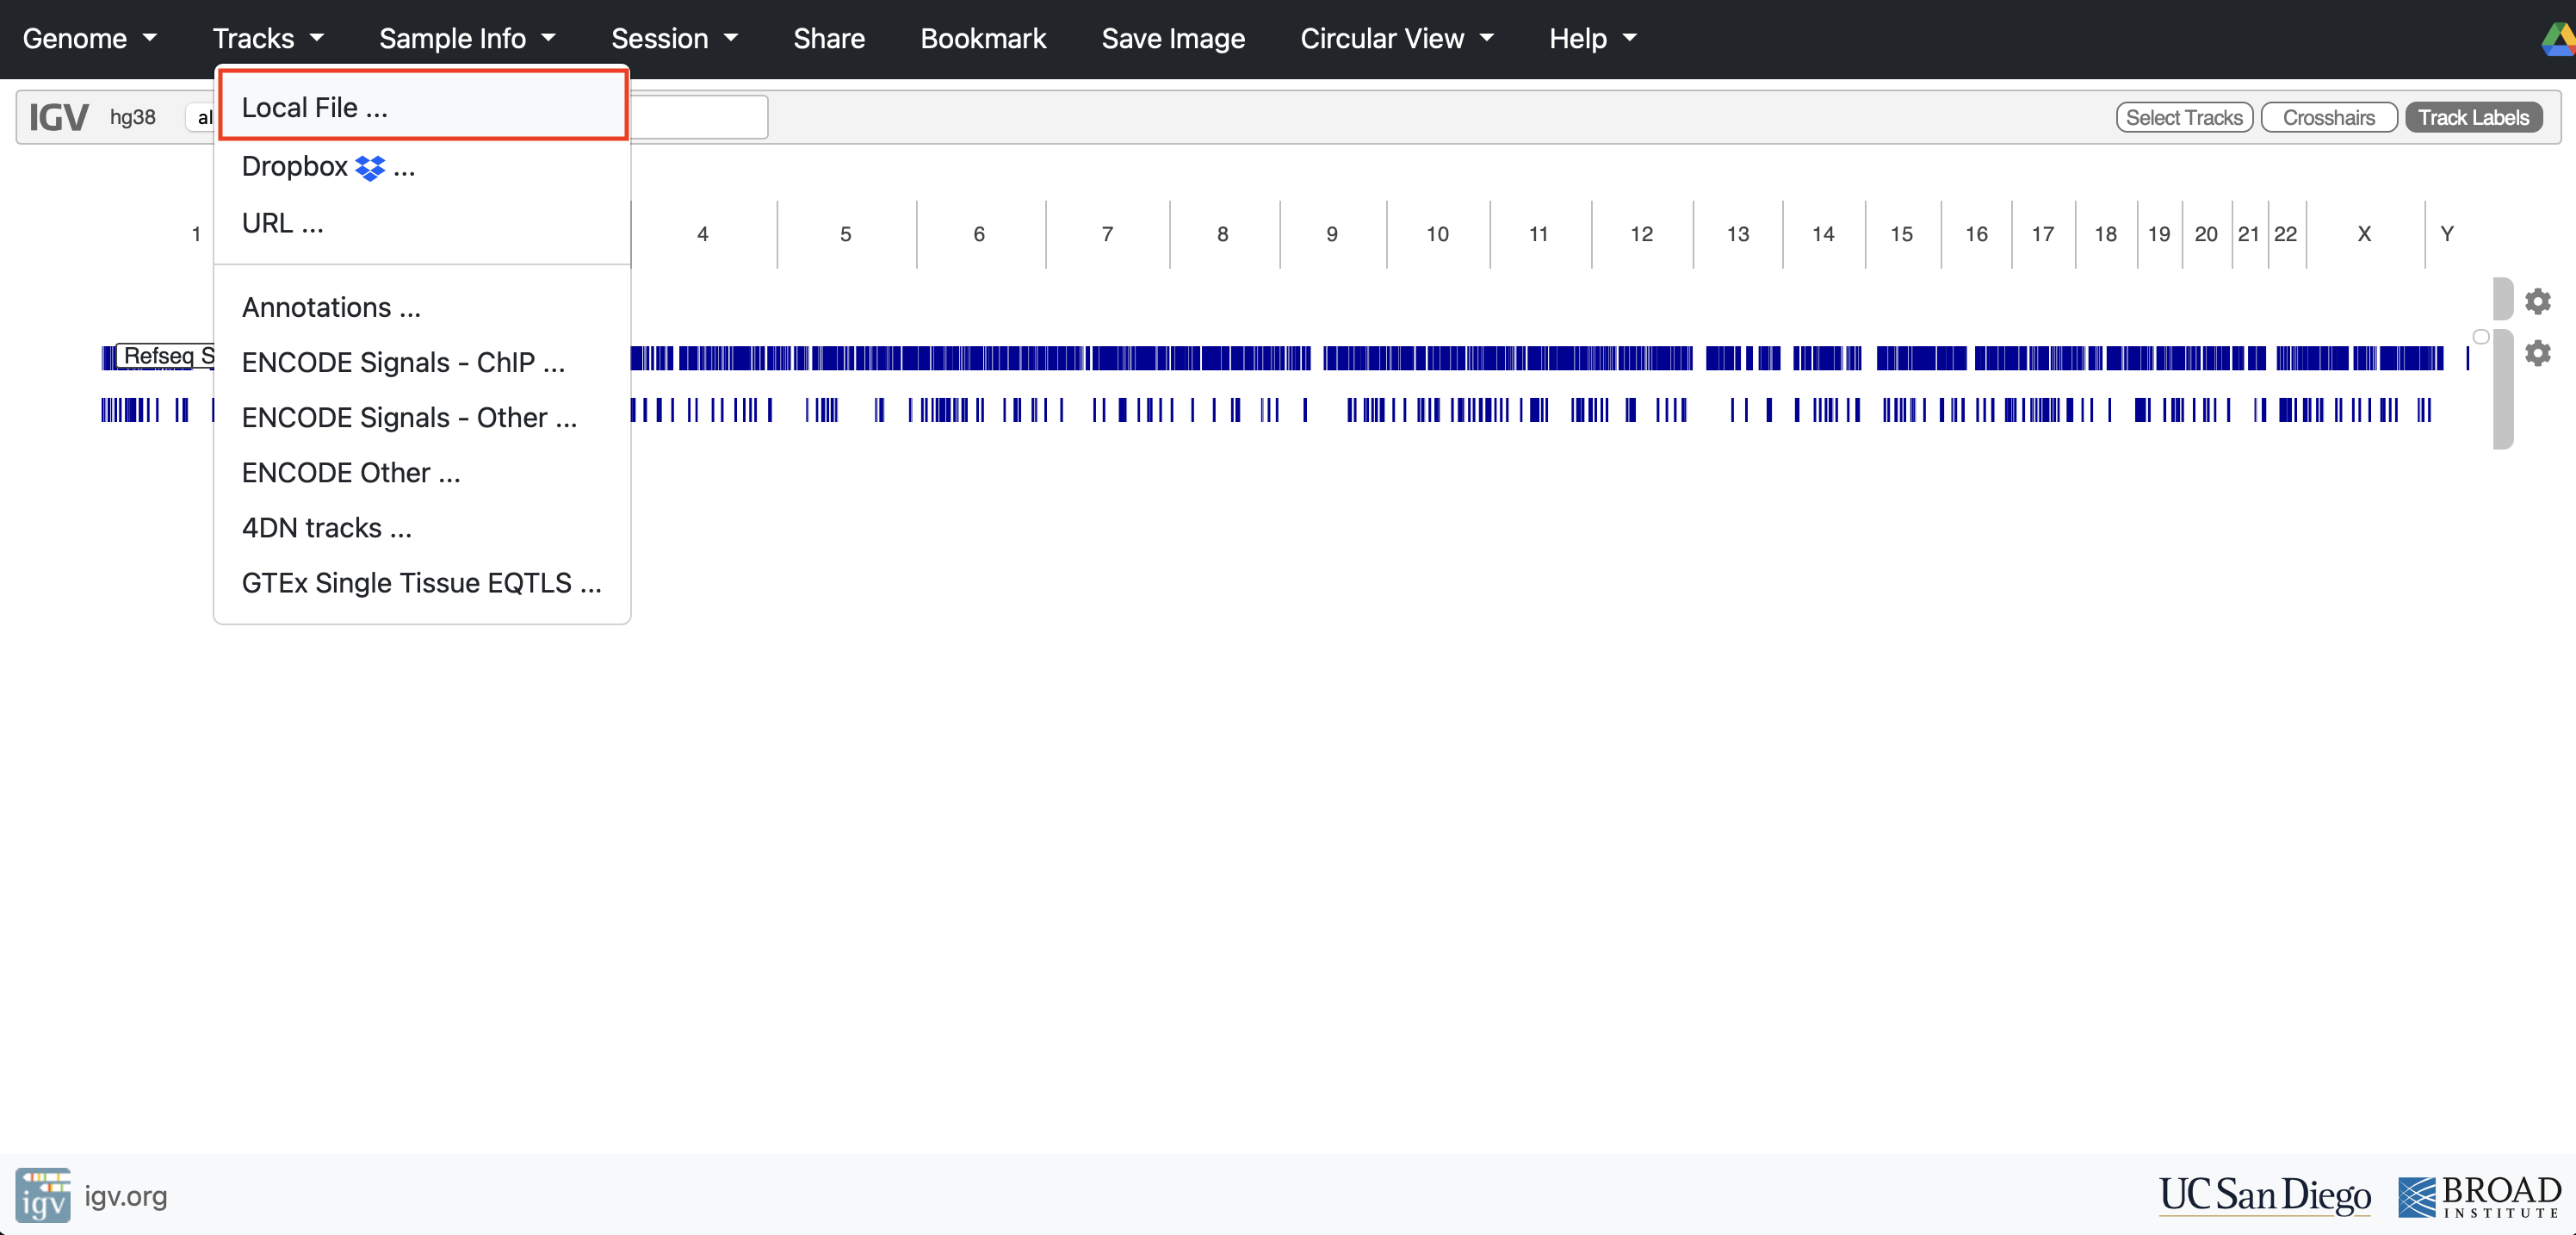 Genome Tracks Sample Info Session Share Bookmark Save Image Circular View Help
IGV hg38 Select Tracks Crosshairs Track Labels
Local File ...
Dropbox ...
URL ...
Annotations ...
ENCODE Signals - ChIP ...
ENCODE Signals - Other ...
ENCODE Other ...
4DN tracks ...
GTEx Single Tissue EQTLS ...
1 4 5 6 7 8 9 10 11 12 13 14 15 16 17 18 19 20 21 22 X Y
Refseq S
igv igv.org
UC San Diego
BROAD
INSTITUTE